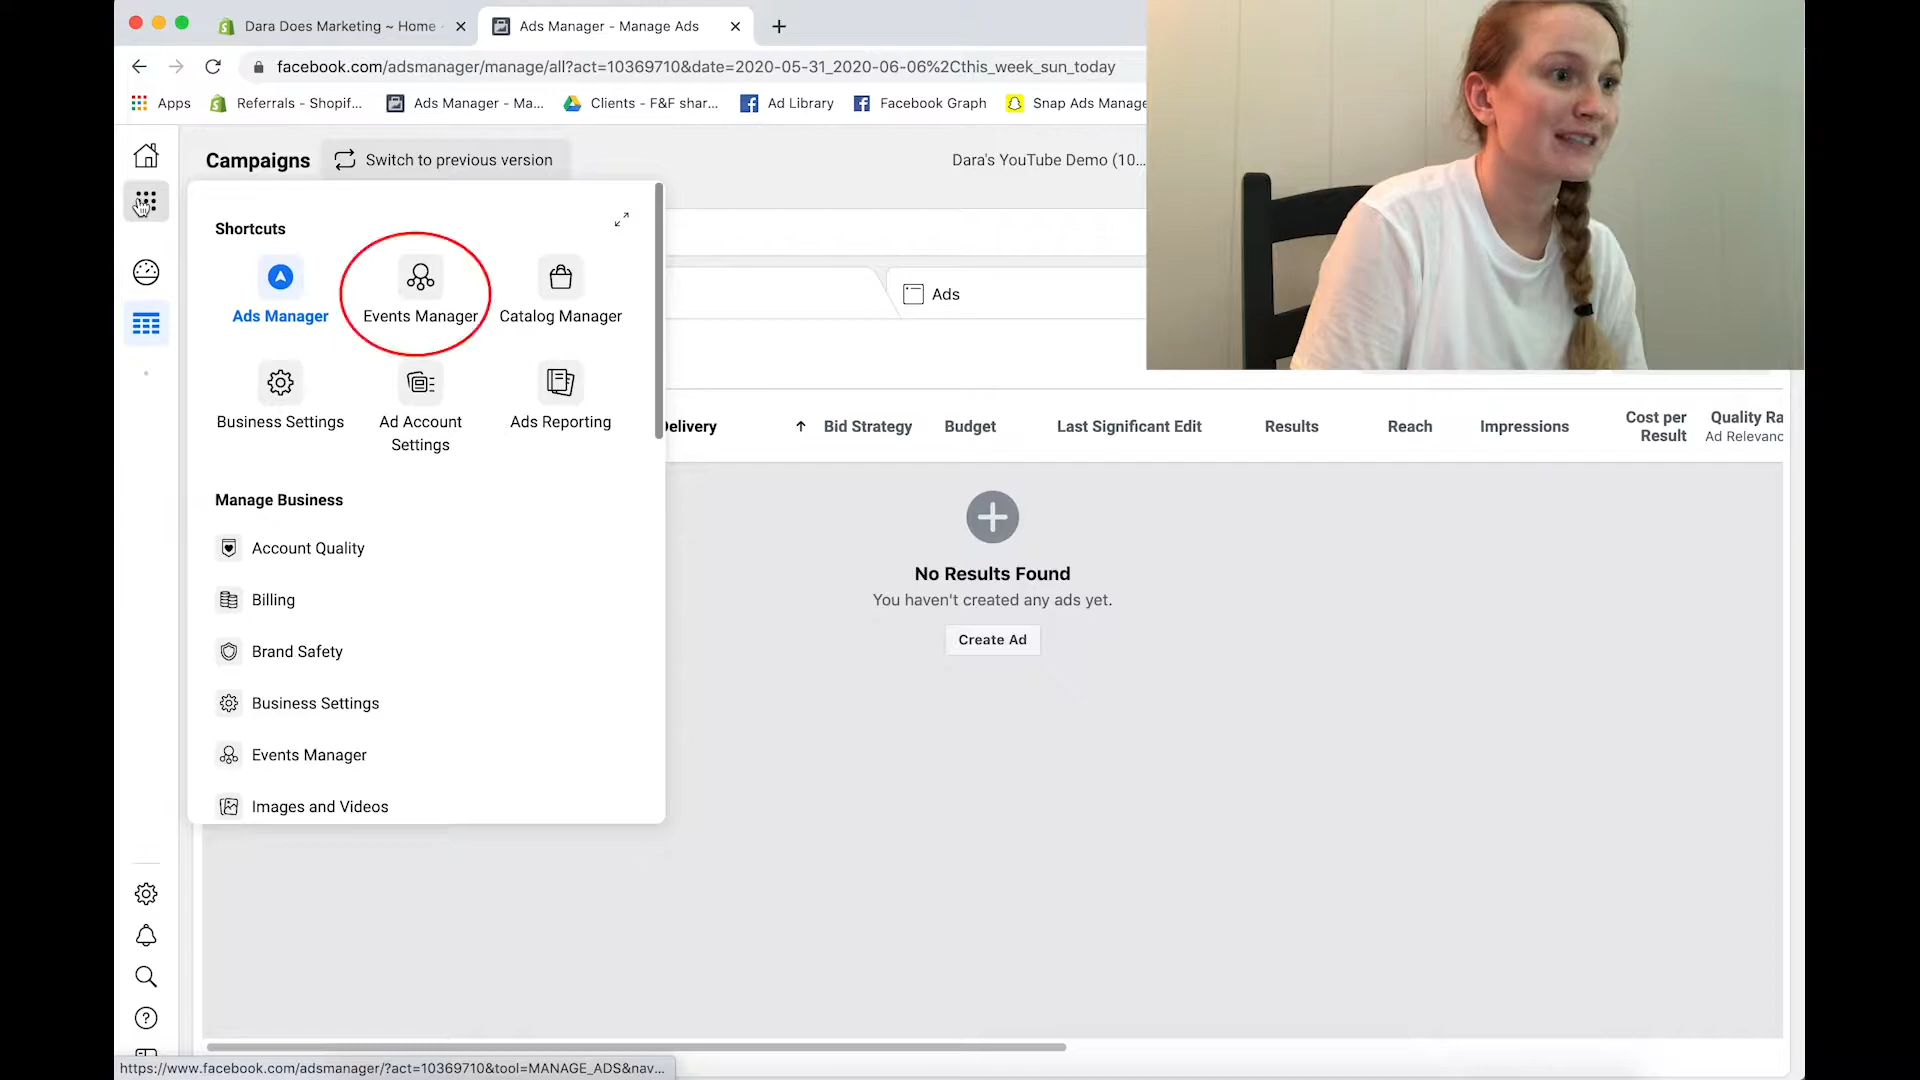 Dara Does Marketing ~ Home
Ads Manager - Manage Ads
facebook.com/adsmanager/manage/all?act=10369710&date=2020-05-31_2020-06-06%2Cthis_week_sun_today
Apps
Referrals - Shopif...
Ads Manager - Ma...
Clients - F&F shar...
Ad Library
Facebook Graph
Snap Ads Manage
Campaigns
Switch to previous version
Dara's YouTube Demo (10...
Shortcuts
Ads Manager
Events Manager
Catalog Manager
Business Settings
Ad Account
Settings
Ads Reporting
Ads
Delivery
Bid Strategy
Budget
Last Significant Edit
Results
Reach
Impressions
Cost per
Result
Quality Ra
Ad Relevanc
Manage Business
Account Quality
Billing
Brand Safety
Business Settings
Events Manager
Images and Videos
No Results Found
You haven't created any ads yet.
Create Ad
https://www.facebook.com/adsmanager/?act=10369710&tool=MANAGE_ADS&nav...